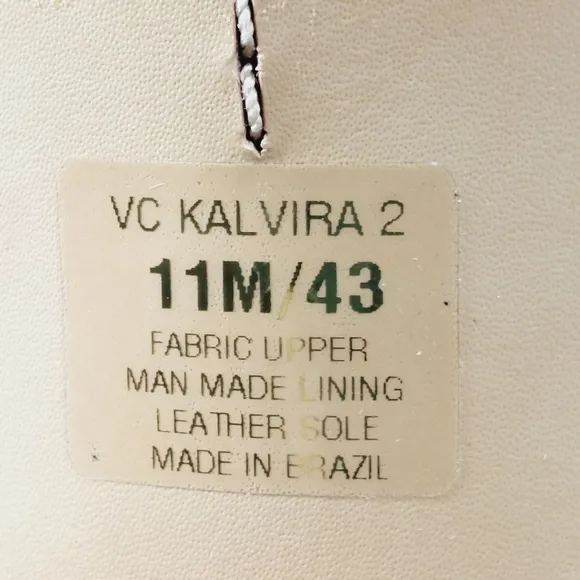 VC KALVIRA 2
11M/43
FABRIC UPPER
MAN MADE LINING
LEATHER SOLE
MADE IN BRAZIL